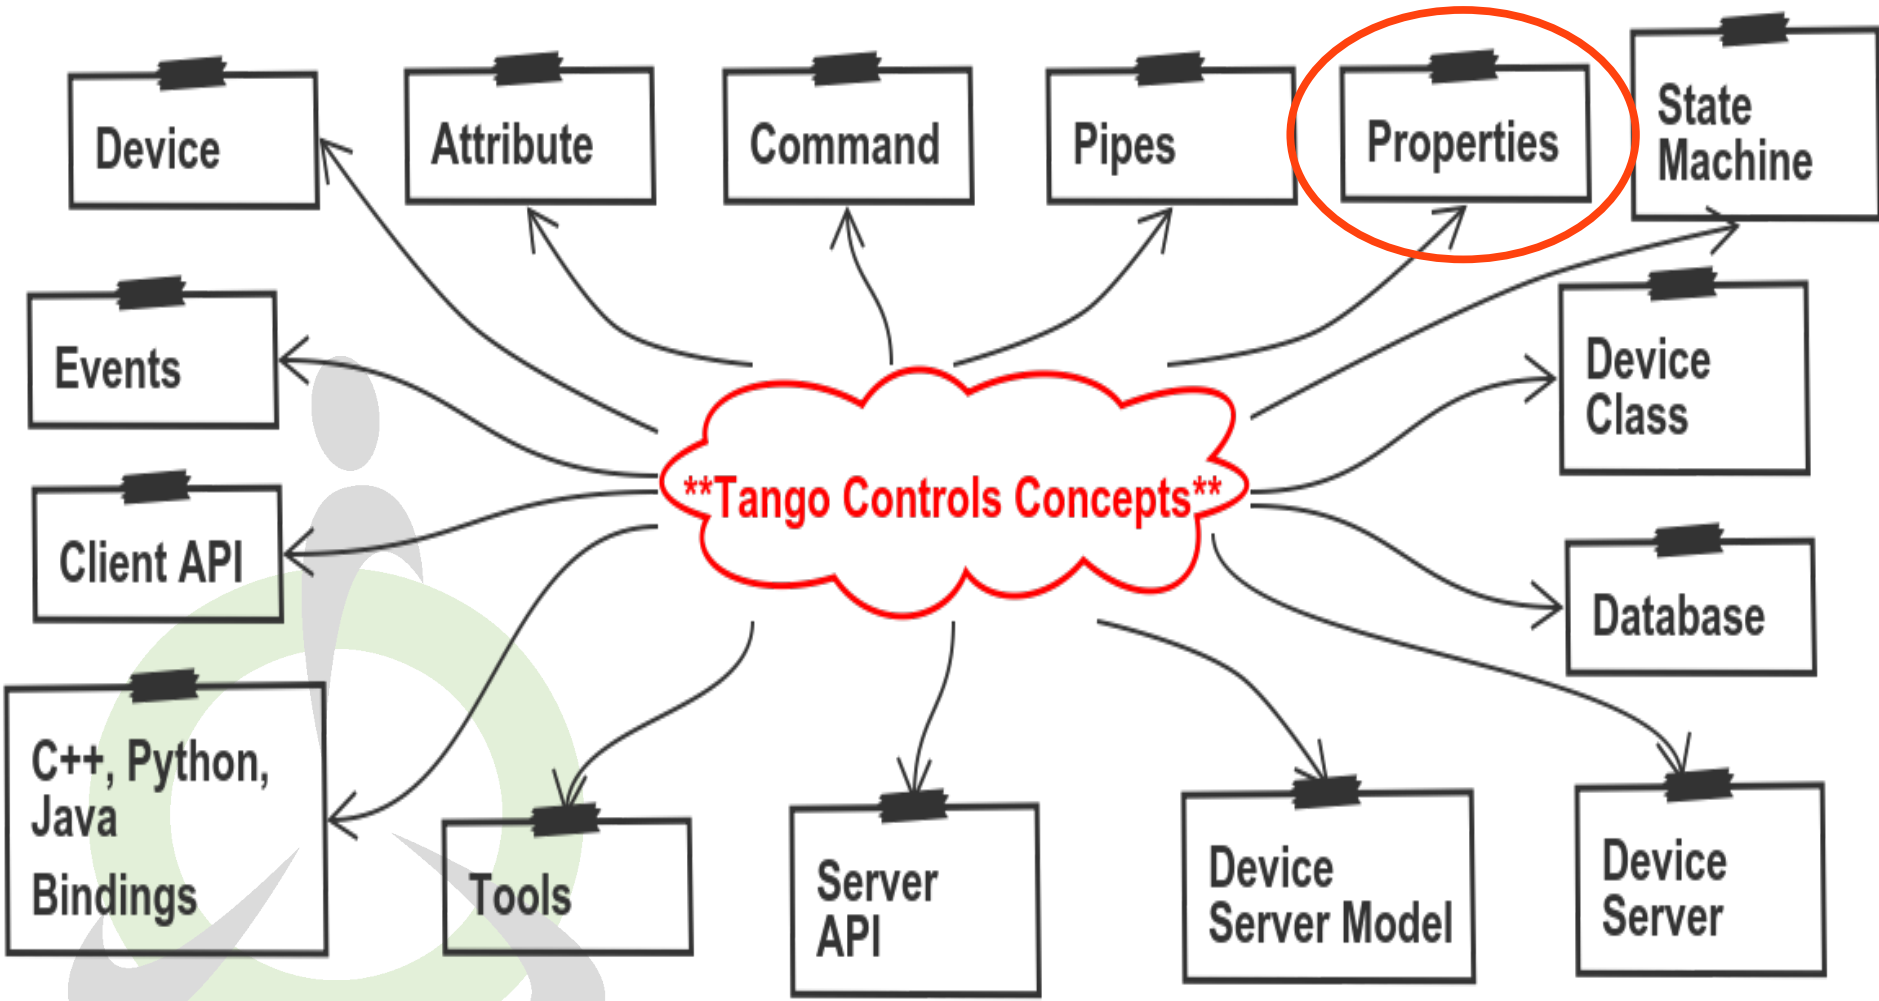 Device
Attribute
Command
Pipes
Properties
State
Machine
Events
Device
Class
**Tango Controls Concepts**
Client API
Database
C++, Python,
Java
Bindings
Tools
Server
API
Device
Server Model
Device
Server